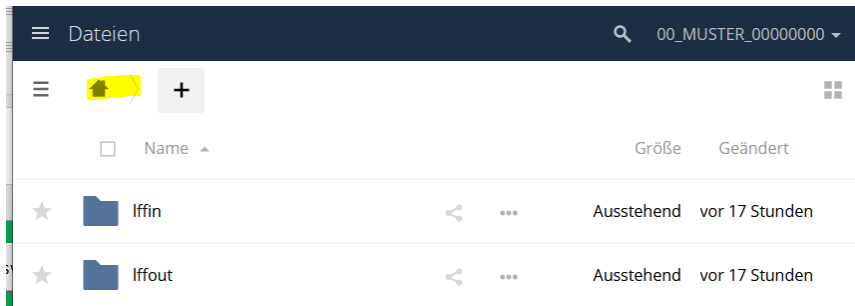 Dateien 00_MUSTER_00000000
+
Name Größe Geändert
lffin Ausstehend vor 17 Stunden
lffout Ausstehend vor 17 Stunden